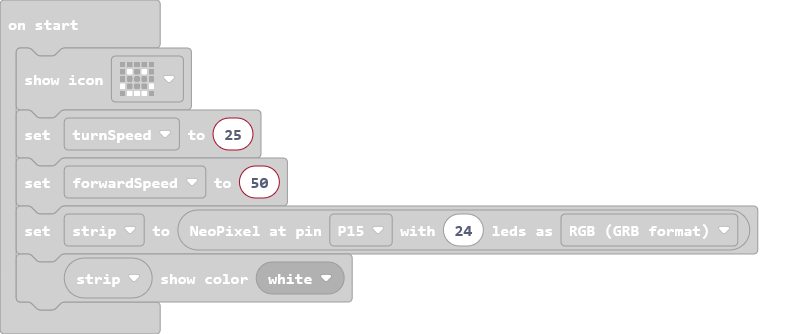 on start
show icon
set turnSpeed to 25
set forwardSpeed to 50
set strip to NeoPixel at pin P15 with 24 leds as RGB (GRB format)
strip show color white